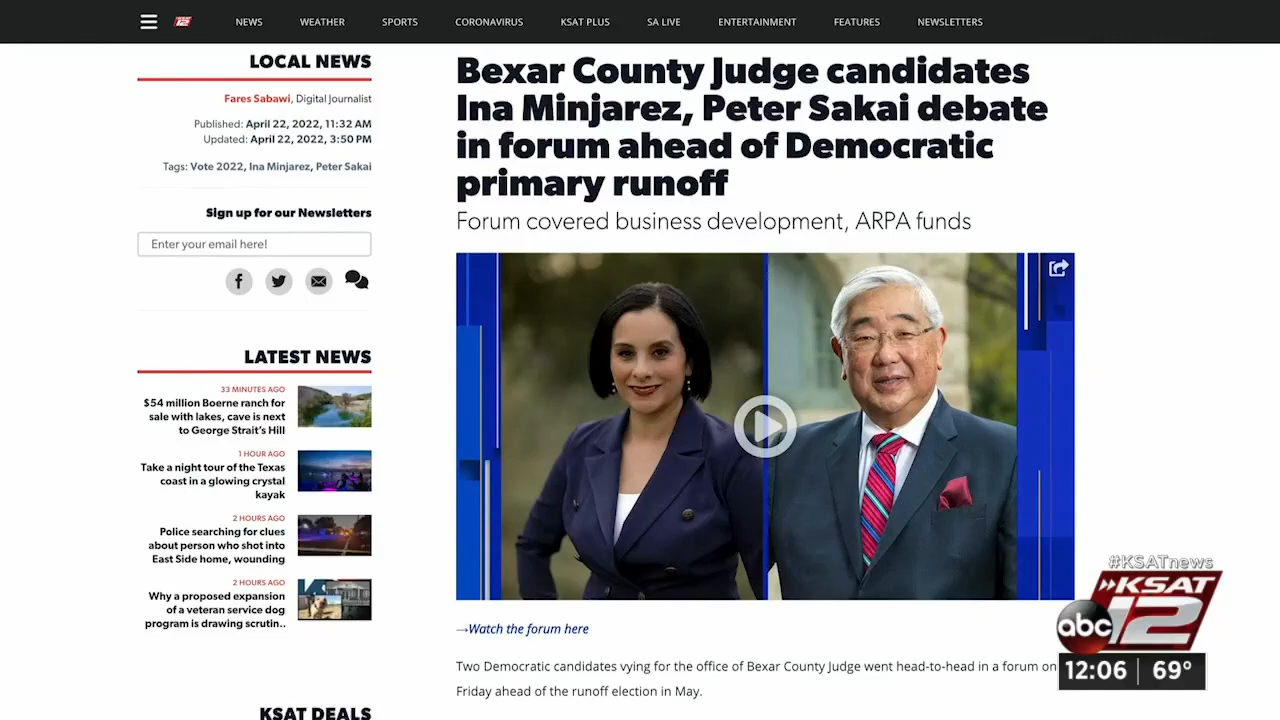 KSAT 12
NEWS
WEATHER
SPORTS
CORONAVIRUS
KSAT PLUS
SA LIVE
ENTERTAINMENT
FEATURES
NEWSLETTERS
LOCAL NEWS
Fares Sabawi, Digital Journalist
Published: April 22, 2022, 11:32 AM
Updated: April 22, 2022, 3:50 PM
Tags: Vote 2022, Ina Minjarez, Peter Sakai
Sign up for our Newsletters
Enter your email here!
LATEST NEWS
33 MINUTES AGO
$54 million Boerne ranch for
sale with lakes, cave is next
to George Strait's Hill
1 HOUR AGO
Take a night tour of the Texas
coast in a glowing crystal
kayak
2 HOURS AGO
Police searching for clues
about person who shot into
East Side home, wounding
2 HOURS AGO
Why a proposed expansion
of a veteran service dog
program is drawing scrutin..
KSAT DEALS
Bexar County Judge candidates
Ina Minjarez, Peter Sakai debate
in forum ahead of Democratic
primary runoff
Forum covered business development, ARPA funds
→Watch the forum here
Two Democratic candidates vying for the office of Bexar County Judge went head-to-head in a forum on
Friday ahead of the runoff election in May.
#KSATnews
KSAT
abc 12
12:06 69°